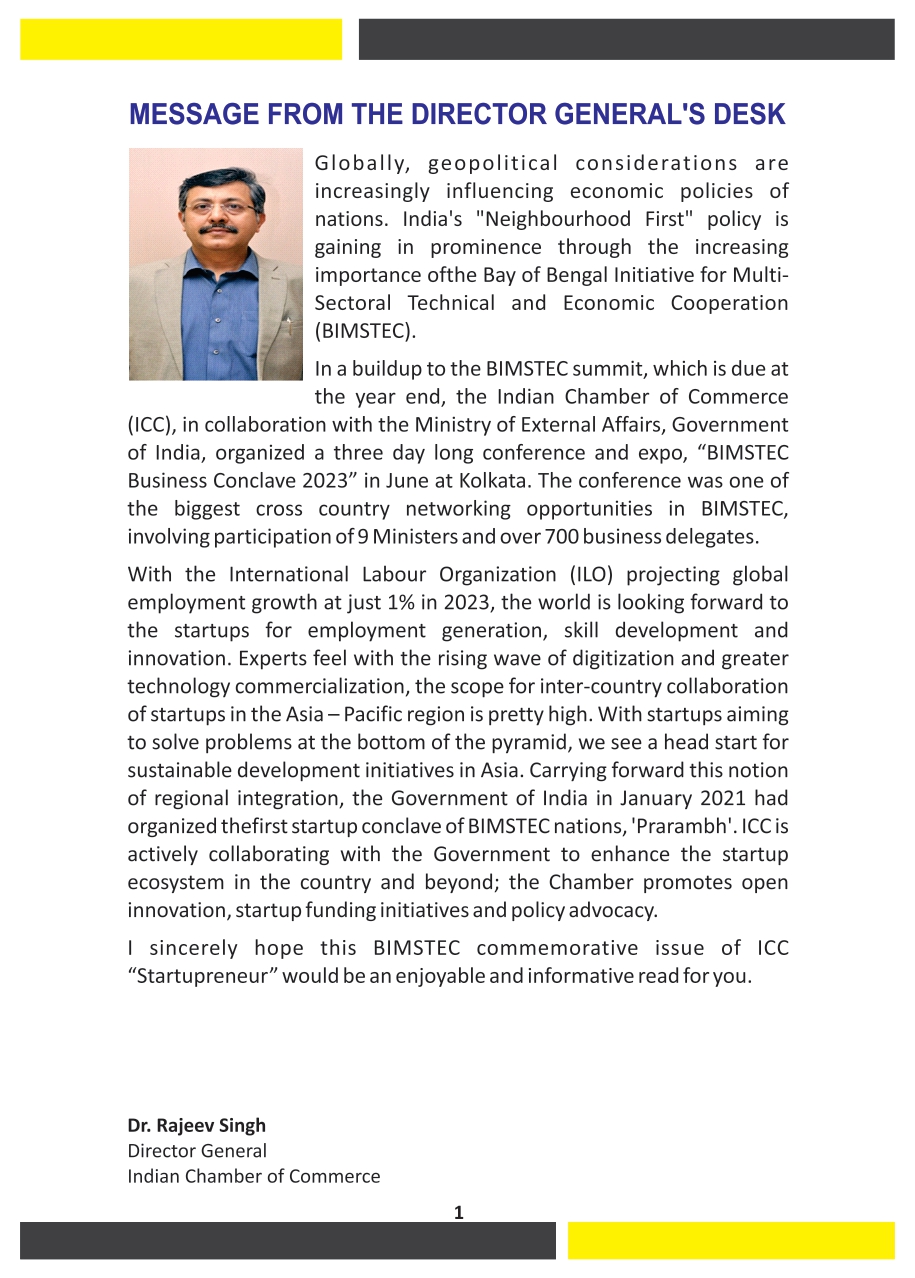 MESSAGE FROM THE DIRECTOR GENERAL'S DESK
Globally, geopolitical considerations are
increasingly influencing economic policies of
nations. India's "Neighbourhood First" policy is
gaining in prominence through the increasing
importance ofthe Bay of Bengal Initiative for Multi-
Sectoral Technical and Economic Cooperation
(BIMSTEC).
In a buildup to the BIMSTEC summit, which is due at
the year end, the Indian Chamber of Commerce
(ICC), in collaboration with the Ministry of External Affairs, Government
of India, organized a three day long conference and expo, “BIMSTEC
Business Conclave 2023” in June at Kolkata. The conference was one of
the biggest cross country networking opportunities in BIMSTEC,
involving participation of 9 Ministers and over 700 business delegates.
With the International Labour Organization (ILO) projecting global
employment growth at just 1% in 2023, the world is looking forward to
the startups for employment generation, skill development and
innovation. Experts feel with the rising wave of digitization and greater
technology commercialization, the scope for inter-country collaboration
of startups in the Asia – Pacific region is pretty high. With startups aiming
to solve problems at the bottom of the pyramid, we see a head start for
sustainable development initiatives in Asia. Carrying forward this notion
of regional integration, the Government of India in January 2021 had
organized thefirst startup conclave of BIMSTEC nations, 'Prarambh'. ICC is
actively collaborating with the Government to enhance the startup
ecosystem in the country and beyond; the Chamber promotes open
innovation, startup funding initiatives and policy advocacy.
I sincerely hope this BIMSTEC commemorative issue of ICC
“Startupreneur” would be an enjoyable and informative read for you.
Dr. Rajeev Singh
Director General
Indian Chamber of Commerce
1